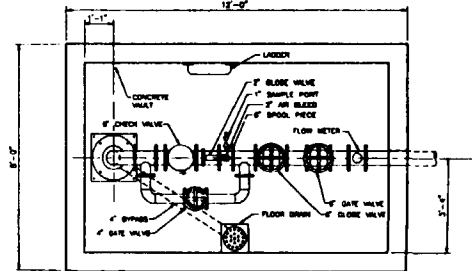 12'-0"
1'-1"
LADDER
CONCRETE
VAULT
2" GLOBE VALVE
1" SAMPLE PORT
2" AIR BLEED
6" SPOOL PIECE
6" CHECK VALVE
FLOW METER
8'-0"
3'-4"
6" GATE VALVE
6" GLOBE VALVE
4" BYPASS
4" GATE VALVE
FLOOR DRAIN